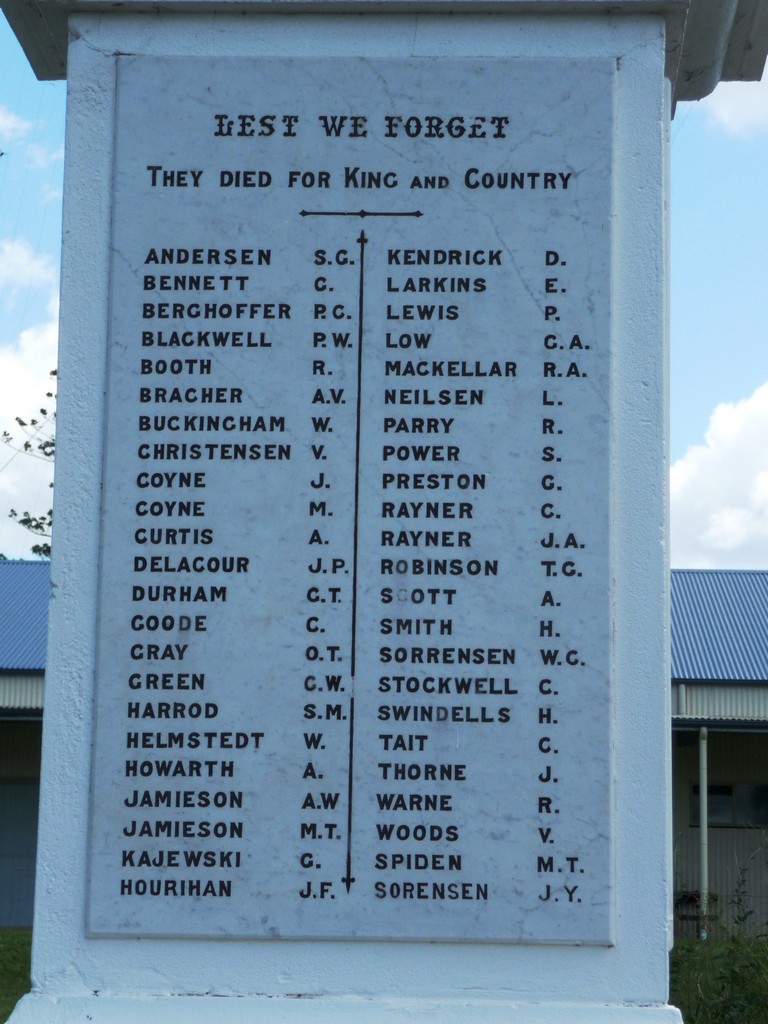 LEST WE FORGET
THEY DIED FOR KING AND COUNTRY
ANDERSEN S.G.
BENNETT G.
BERGHOFFER P.C.
BLACKWELL P.W.
BOOTH R.
BRACHER A.V.
BUCKINGHAM W.
CHRISTENSEN V.
COYNE J.
COYNE M.
CURTIS A.
DELACOUR J.P.
DURHAM G.T.
GOODE C.
GRAY O.T.
GREEN C.W.
HARROD S.M.
HELMSTEDT W.
HOWARTH A.
JAMIESON A.W
JAMIESON M.T.
KAJEWSKI G.
HOURIHAN J.F.
KENDRICK D.
LARKINS E.
LEWIS P.
LOW G.A.
MACKELLAR R.A.
NEILSEN L.
PARRY R.
POWER S.
PRESTON G.
RAYNER C.
RAYNER J.A.
ROBINSON T.G.
SCOTT A.
SMITH H.
SORRENSEN W.G.
STOCKWELL C.
SWINDELLS H.
TAIT G.
THORNE J.
WARNE R.
WOODS V.
SPIDEN M.T.
SORENSEN J.Y.